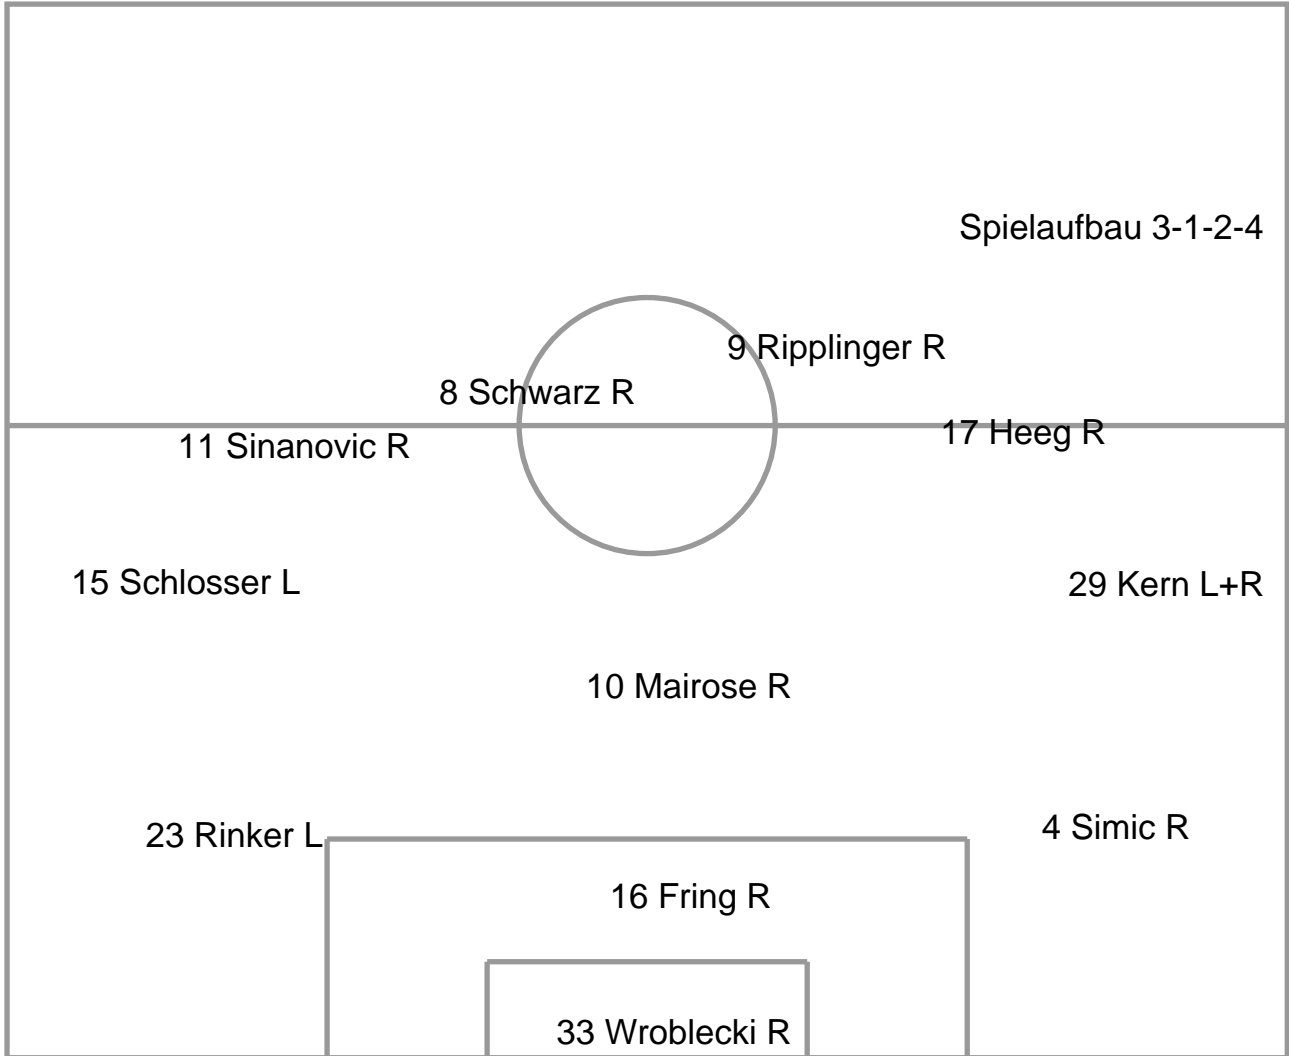 Spielaufbau 3-1-2-4
9 Ripplinger R
8 Schwarz R
17 Heeg R
11 Sinanovic R
15 Schlosser L
29 Kern L+R
10 Mairose R
4 Simic R
23 Rinker L
16 Fring R
33 Wroblecki R